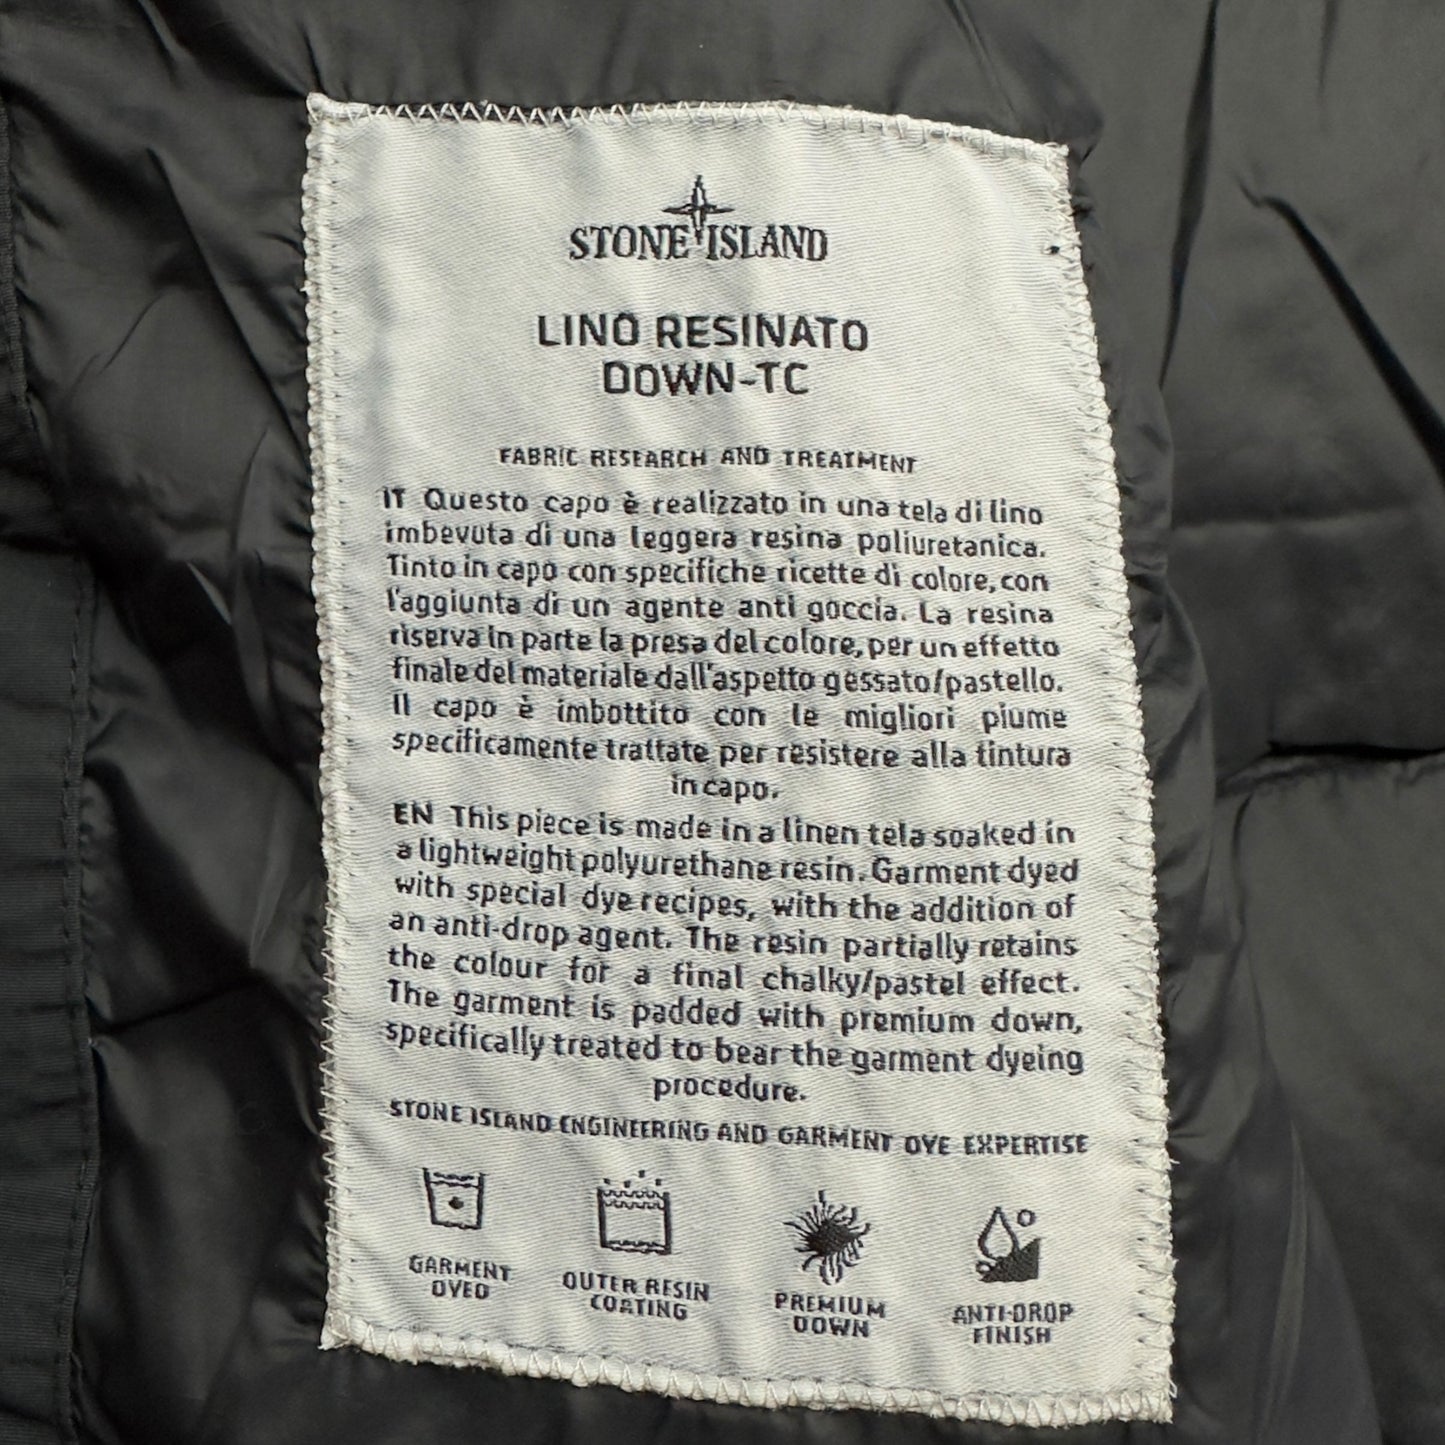 STONE ISLAND
LINO RESINATO
DOWN-TC
FABRIC RESEARCH AND TREATMENT
IT Questo capo è realizzato in una tela di lino
imbevuta di una leggera resina poliuretanica.
Tinto in capo con specifiche ricette di colore, con
l'aggiunta di un agente anti goccia. La resina
riserva in parte la presa del colore, per un effetto
finale del materiale dall'aspetto gessato/pastello.
Il capo è imbottito con le migliori piume
specificamente trattate per resistere alla tintura
in capo.
EN This piece is made in a linen tela soaked in
a lightweight polyurethane resin. Garment dyed
with special dye recipes, with the addition of
an anti-drop agent. The resin partially retains
the colour for a final chalky/pastel effect.
The garment is padded with premium down,
specifically treated to bear the garment dyeing
procedure.
STONE ISLAND ENGINEERING AND GARMENT DYE EXPERTISE
GARMENT
DYED
OUTER RESIN
COATING
PREMIUM
DOWN
ANTI-DROP
FINISH